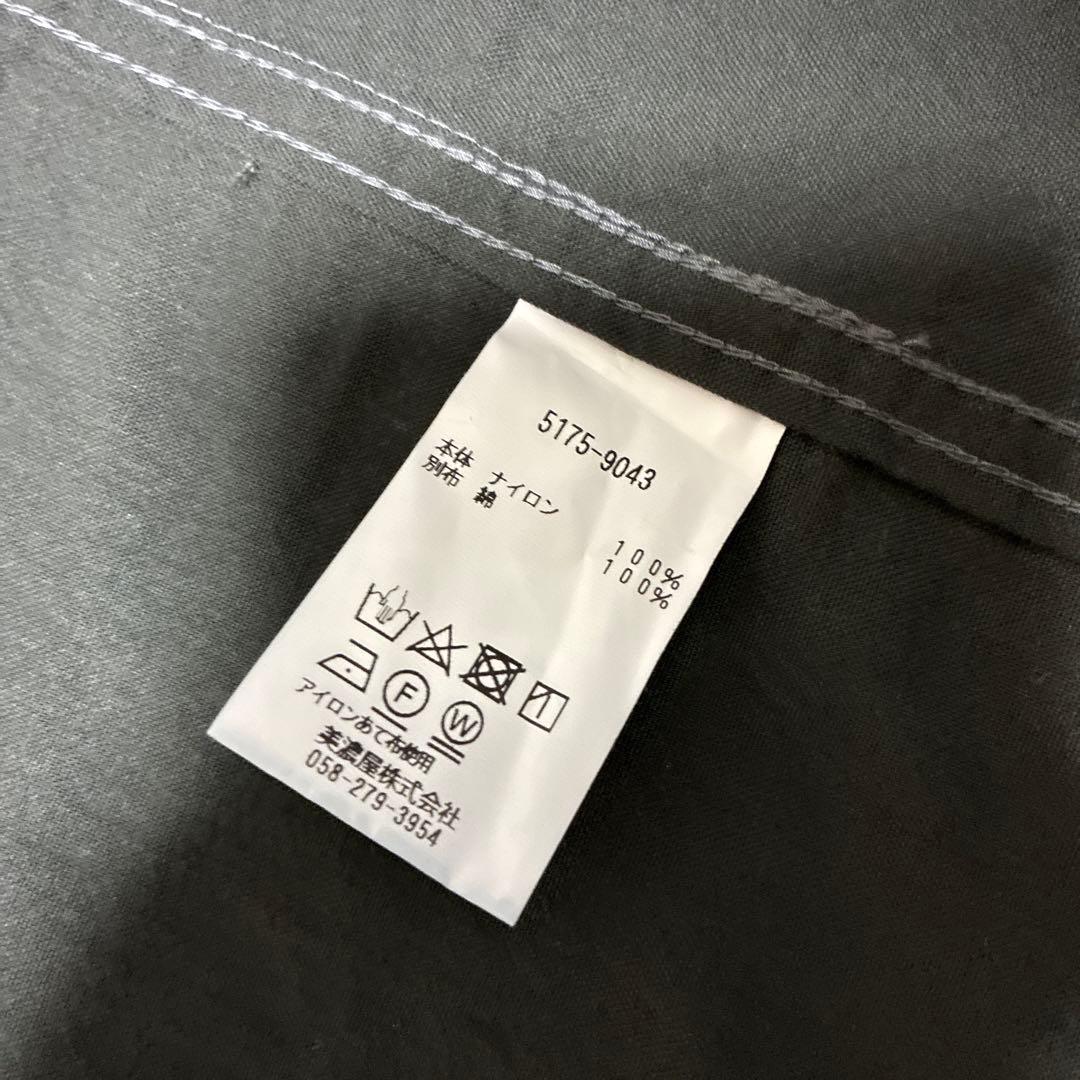 5175-9043
本体 ナイロン 100%
別布 綿 100%
F W
アイロンあて布使用
美濃屋株式会社
058-279-3954